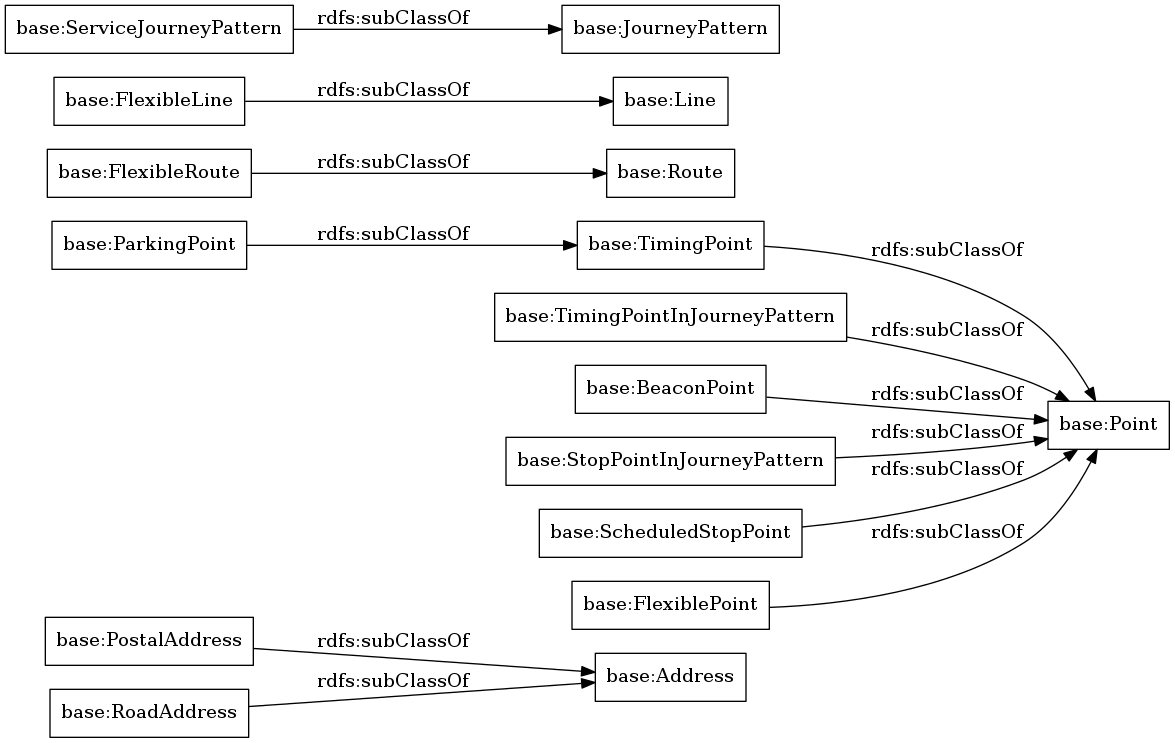 base:ServiceJourneyPattern
rdfs:subClassOf
base:JourneyPattern
base:FlexibleLine
rdfs:subClassOf
base:Line
base:FlexibleRoute
rdfs:subClassOf
base:Route
base:ParkingPoint
rdfs:subClassOf
base:TimingPoint
rdfs:subClassOf
base:TimingPointInJourneyPattern
rdfs:subClassOf
base:BeaconPoint
rdfs:subClassOf
base:Point
base:StopPointInJourneyPattern
rdfs:subClassOf
base:ScheduledStopPoint
rdfs:subClassOf
base:FlexiblePoint
rdfs:subClassOf
base:PostalAddress
rdfs:subClassOf
base:Address
base:RoadAddress
rdfs:subClassOf